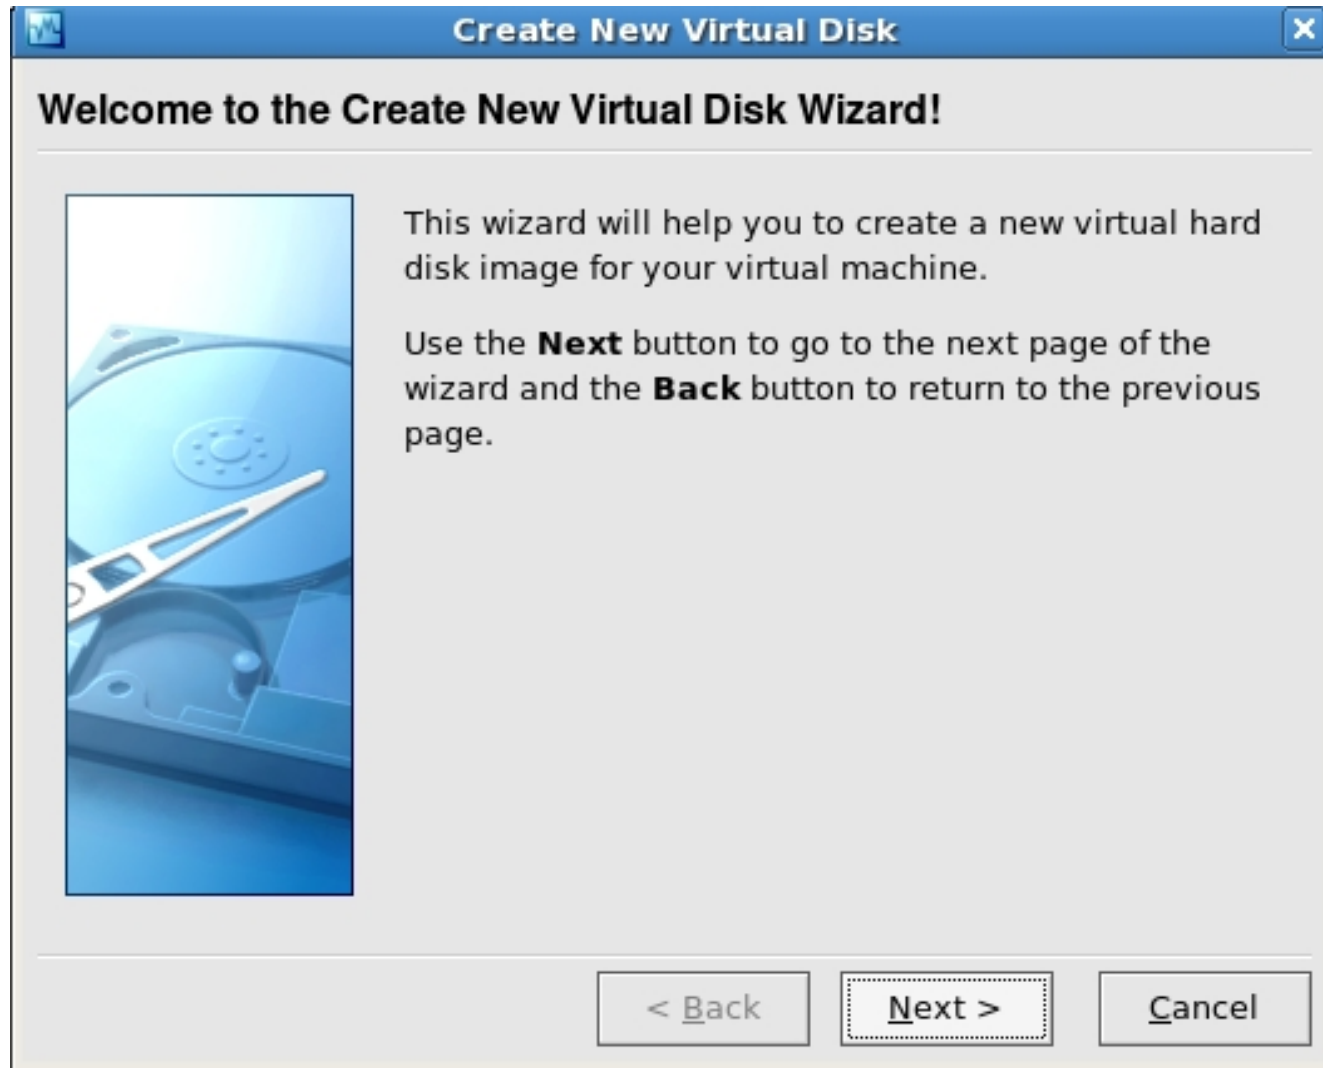 Create New Virtual Disk
Welcome to the Create New Virtual Disk Wizard!
This wizard will help you to create a new virtual hard
disk image for your virtual machine.
Use the Next button to go to the next page of the
wizard and the Back button to return to the previous
page.
< Back
Next >
Cancel